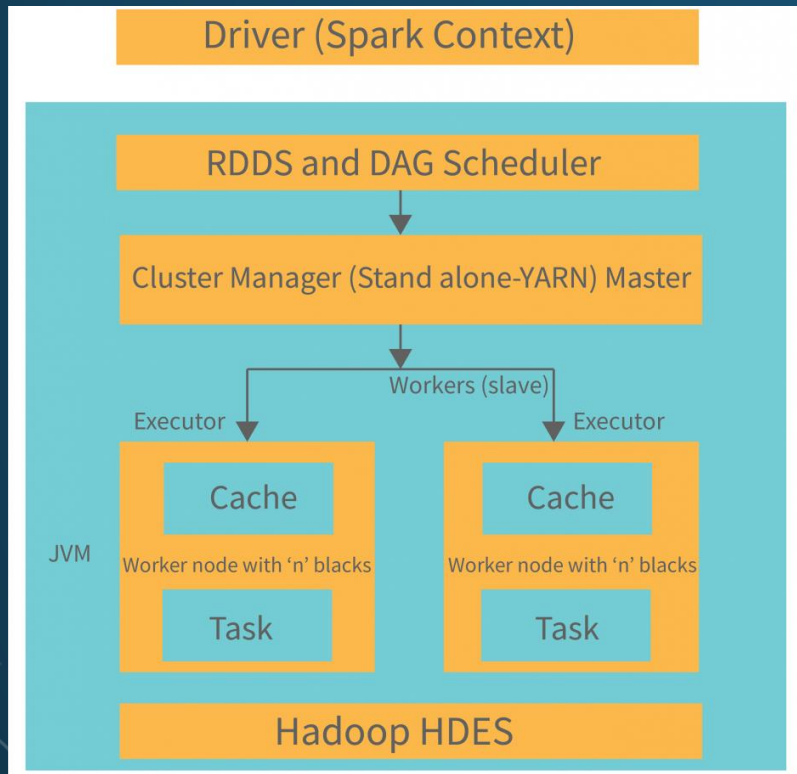 Driver (Spark Context)
RDDS and DAG Scheduler
Cluster Manager (Stand alone-YARN) Master
Workers (slave)
Executor
Executor
Cache
Cache
JVM
Worker node with ‘n’ blacks
Worker node with ‘n’ blacks
Task
Task
Hadoop HDES